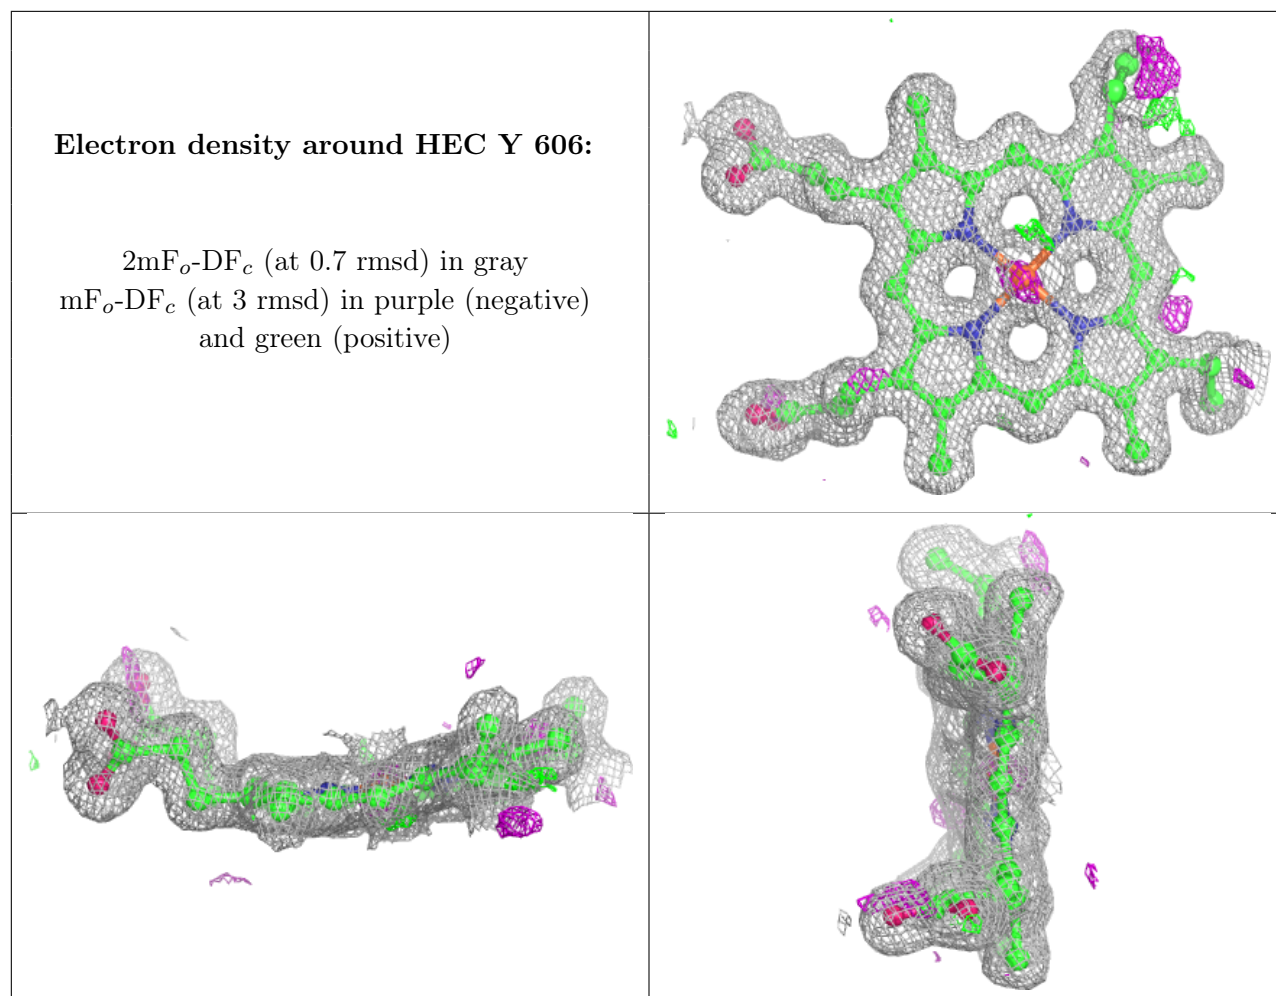 Electron density around HEC Y 606:
2mFo-DFc (at 0.7 rmsd) in gray
mFo-DFc (at 3 rmsd) in purple (negative)
and green (positive)